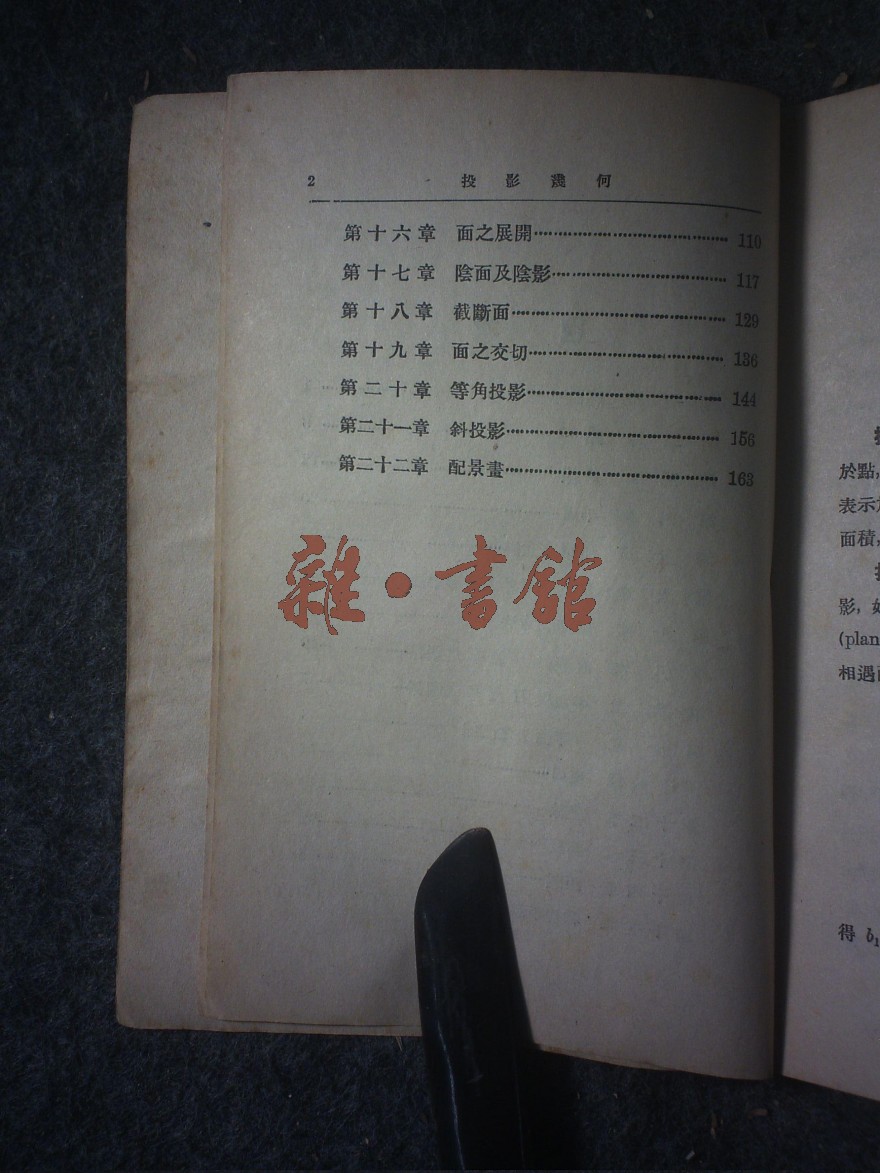 2 投影幾何
第十六章 面之展開……………………………… 110
第十七章 陰面及陰影…………………………… 117
第十八章 截斷面………………………………… 129
第十九章 面之交切……………………………… 136
第二十章 等角投影……………………………… 144
第二十一章 斜投影………………………………… 156
第二十二章 配景畫………………………………… 163
雜·書館
於點,
表示
面積,
影,
(plan
相遇
得 b₁